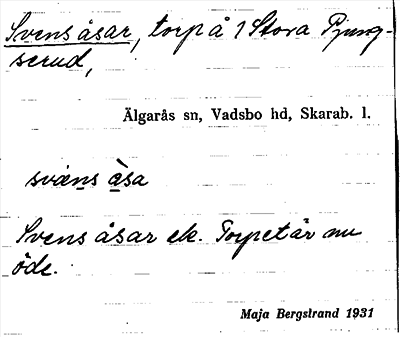 Svens åsar, torp å 1 Stora Pjung-
serud,
Älgarås sn, Vadsbo hd, Skarab. l.
svæns åsa
Svens åsar ek. Torpet är nu
öde.
Maja Bergstrand 1931